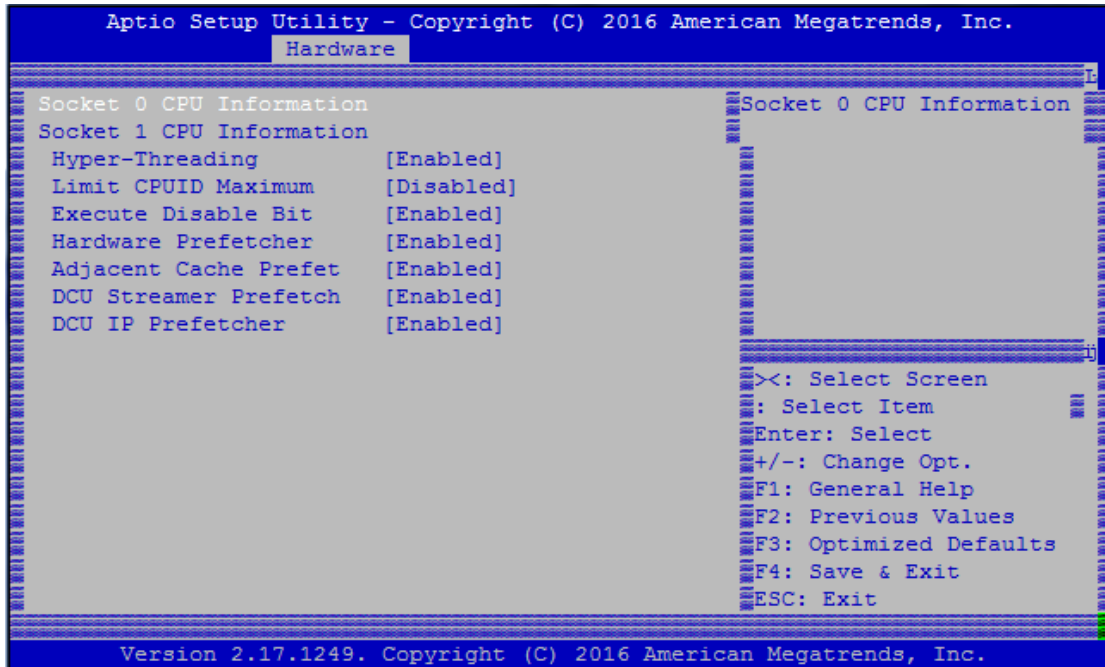 Aptio Setup Utility - Copyright (C) 2016 American Megatrends, Inc.
Hardware
Socket 0 CPU Information
Socket 1 CPU Information
Hyper-Threading [Enabled]
Limit CPUID Maximum [Disabled]
Execute Disable Bit [Enabled]
Hardware Prefetcher [Enabled]
Adjacent Cache Prefet [Enabled]
DCU Streamer Prefetch [Enabled]
DCU IP Prefetcher [Enabled]
Socket 0 CPU Information
><: Select Screen
: Select Item
Enter: Select
+/-: Change Opt.
F1: General Help
F2: Previous Values
F3: Optimized Defaults
F4: Save & Exit
ESC: Exit
Version 2.17.1249. Copyright (C) 2016 American Megatrends, Inc.